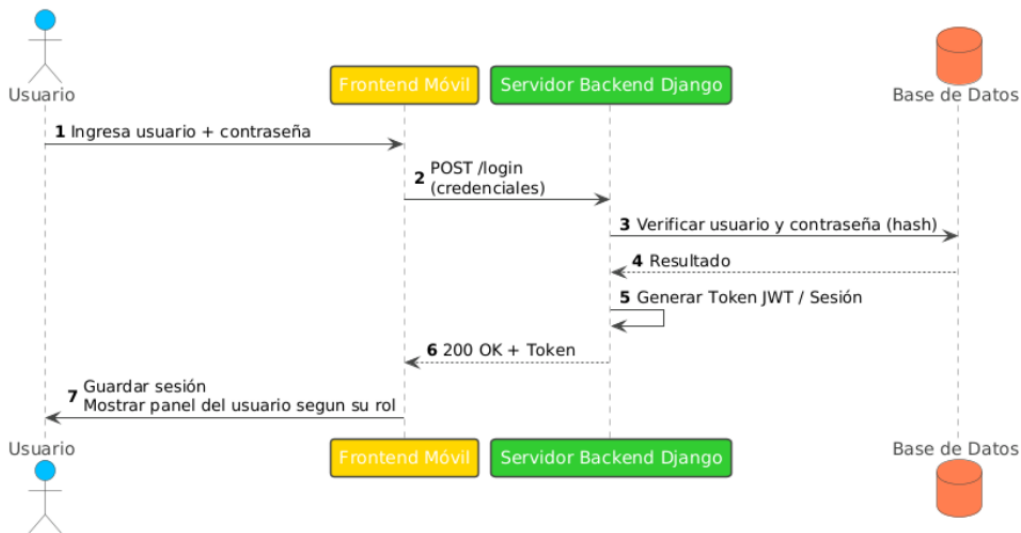 Usuario
Frontend Móvil
Servidor Backend Django
Base de Datos
1 Ingresa usuario + contraseña
2 POST /login
(credenciales)
3 Verificar usuario y contraseña (hash)
4 Resultado
5 Generar Token JWT / Sesión
6 200 OK + Token
7 Guardar sesión
Mostrar panel del usuario segun su rol
Usuario
Frontend Móvil
Servidor Backend Django
Base de Datos